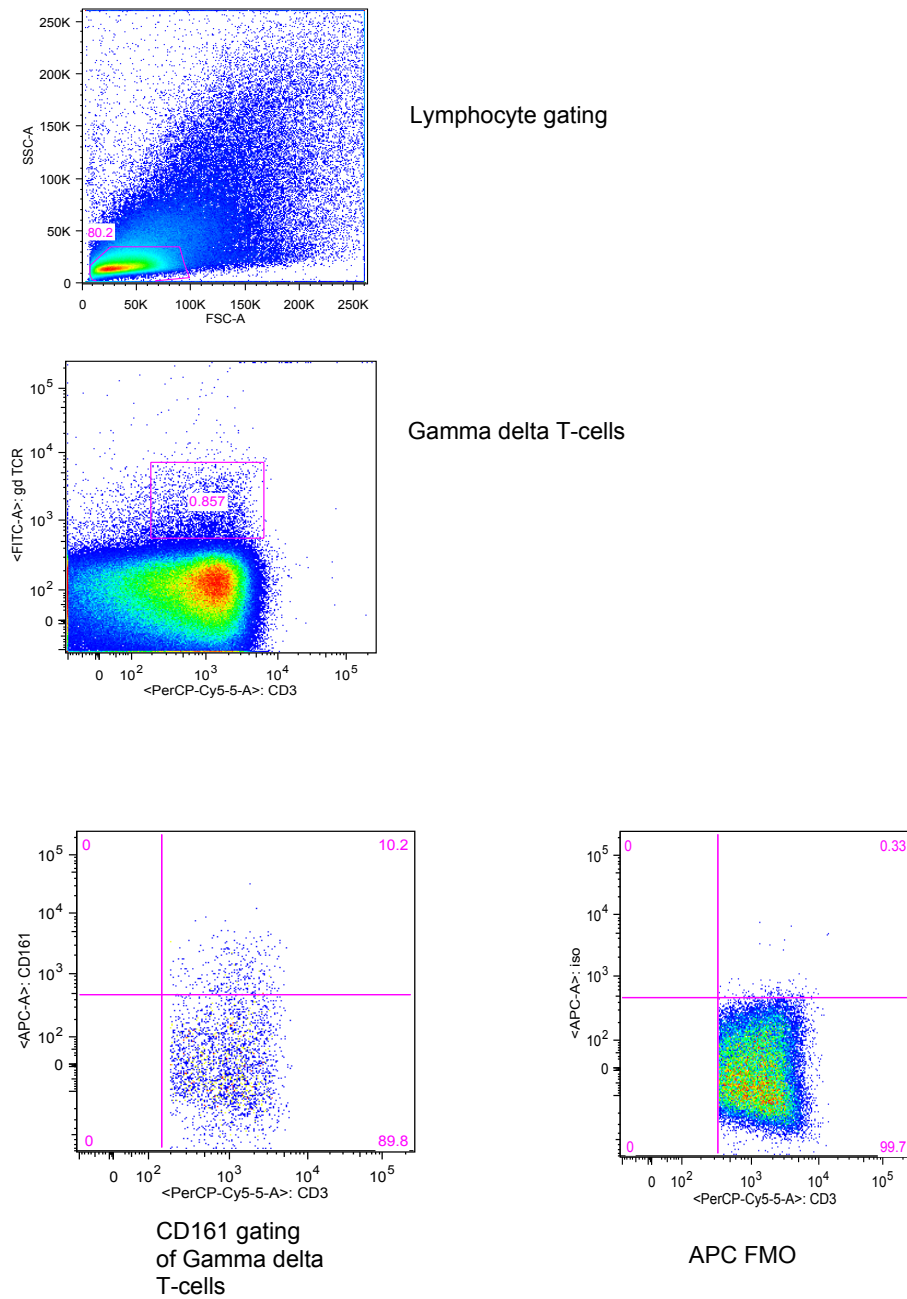 250K
200K
150K
100K
50K
0
SSC-A
80.2
0 50K 100K 150K 200K 250K
FSC-A
Lymphocyte gating
10^5
10^4
10^3
10^2
0
<FITC-A>: gd TCR
0.857
0 10^2 10^3 10^4 10^5
<PerCP-Cy5-5-A>: CD3
Gamma delta T-cells
0 10.2
10^5
10^4
10^3
10^2
0
<APC-A>: CD161
0 89.8
0 10^2 10^3 10^4 10^5
<PerCP-Cy5-5-A>: CD3
CD161 gating
of Gamma delta
T-cells
0 0.33
10^5
10^4
10^3
10^2
0
<APC-A>: iso
0 99.7
0 10^2 10^3 10^4 10^5
<PerCP-Cy5-5-A>: CD3
APC FMO